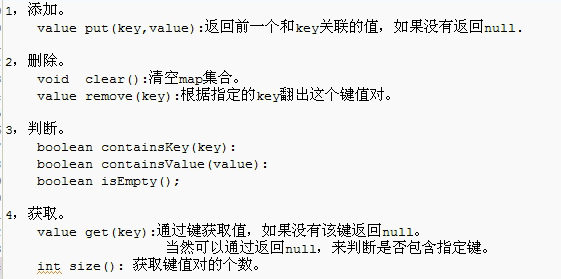 1，添加。
value put(key,value):返回前一个和key关联的值，如果没有返回null.
2，删除。
void clear():清空map集合。
value remove(key):根据指定的key翻出这个键值对。
3，判断。
boolean containsKey(key):
boolean containsValue(value):
boolean isEmpty();
4，获取。
value get(key):通过键获取值，如果没有该键返回null。
当然可以通过返回null，来判断是否包含指定键。
int size(): 获取键值对的个数。